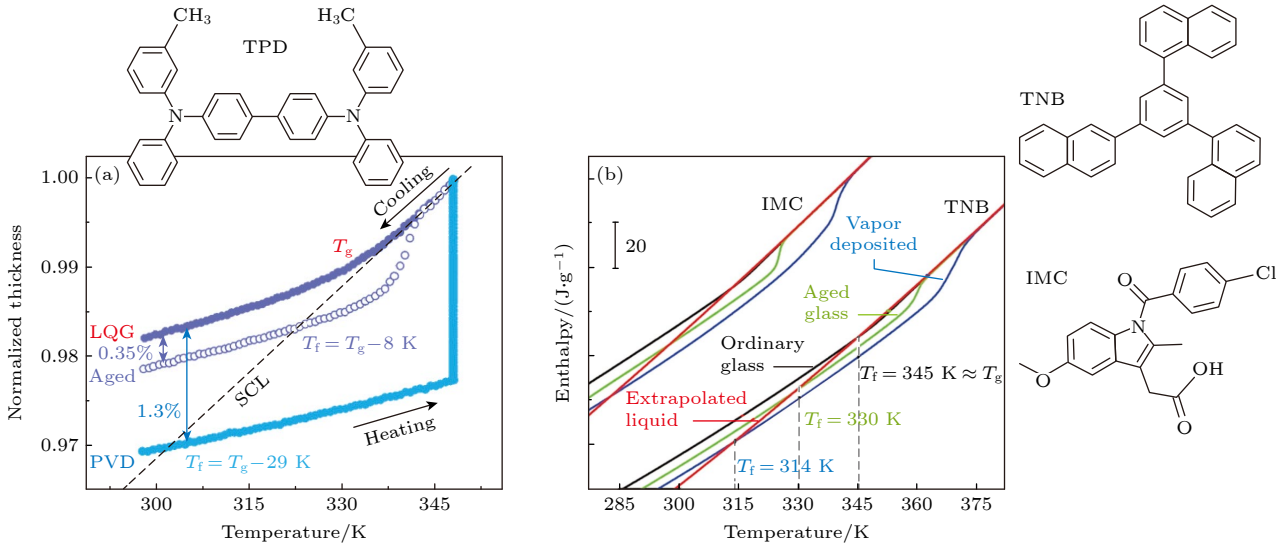 CH₃
H₃C
TPD
N
N
(a)
1.00
0.99
0.98
0.97
Normalized thickness
Cooling
Tg
LQG
0.35%
Aged
Tf = Tg−8 K
SCL
1.3%
Heating
PVD
Tf = Tg−29 K
300
315
330
345
Temperature/K
(b)
IMC
TNB
20
Vapor
deposited
Aged
glass
Ordinary
glass
Tf = 345 K ≈ Tg
Extrapolated
liquid
Tf = 330 K
Tf = 314 K
Enthalpy/(J·g⁻¹)
285
300
315
330
345
360
375
Temperature/K
TNB
IMC
Cl
O
N
O
OH
O